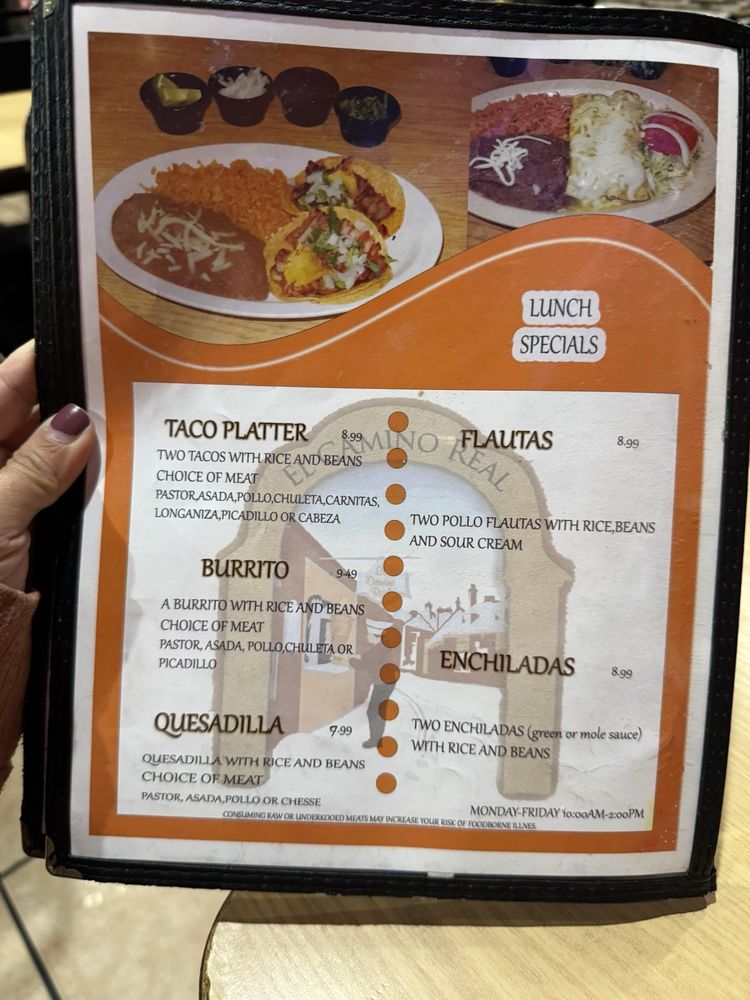 LUNCH
SPECIALS
EL CAMINO REAL
TACO PLATTER 8.99
TWO TACOS WITH RICE AND BEANS
CHOICE OF MEAT
PASTOR,ASADA,POLLO,CHULETA,CARNITAS,
LONGANIZA,PICADILLO OR CABEZA
BURRITO 9.49
A BURRITO WITH RICE AND BEANS
CHOICE OF MEAT
PASTOR, ASADA, POLLO,CHULETA OR
PICADILLO
QUESADILLA 7.99
QUESADILLA WITH RICE AND BEANS
CHOICE OF MEAT
PASTOR, ASADA,POLLO OR CHESSE
FLAUTAS 8.99
TWO POLLO FLAUTAS WITH RICE,BEANS
AND SOUR CREAM
ENCHILADAS 8.99
TWO ENCHILADAS (green or mole sauce)
WITH RICE AND BEANS
MONDAY-FRIDAY 10:00AM-2:00PM
CONSUMING RAW OR UNDERKOOED MEATS MAY INCREASE YOUR RISK OF FOODBORNE ILLNES.